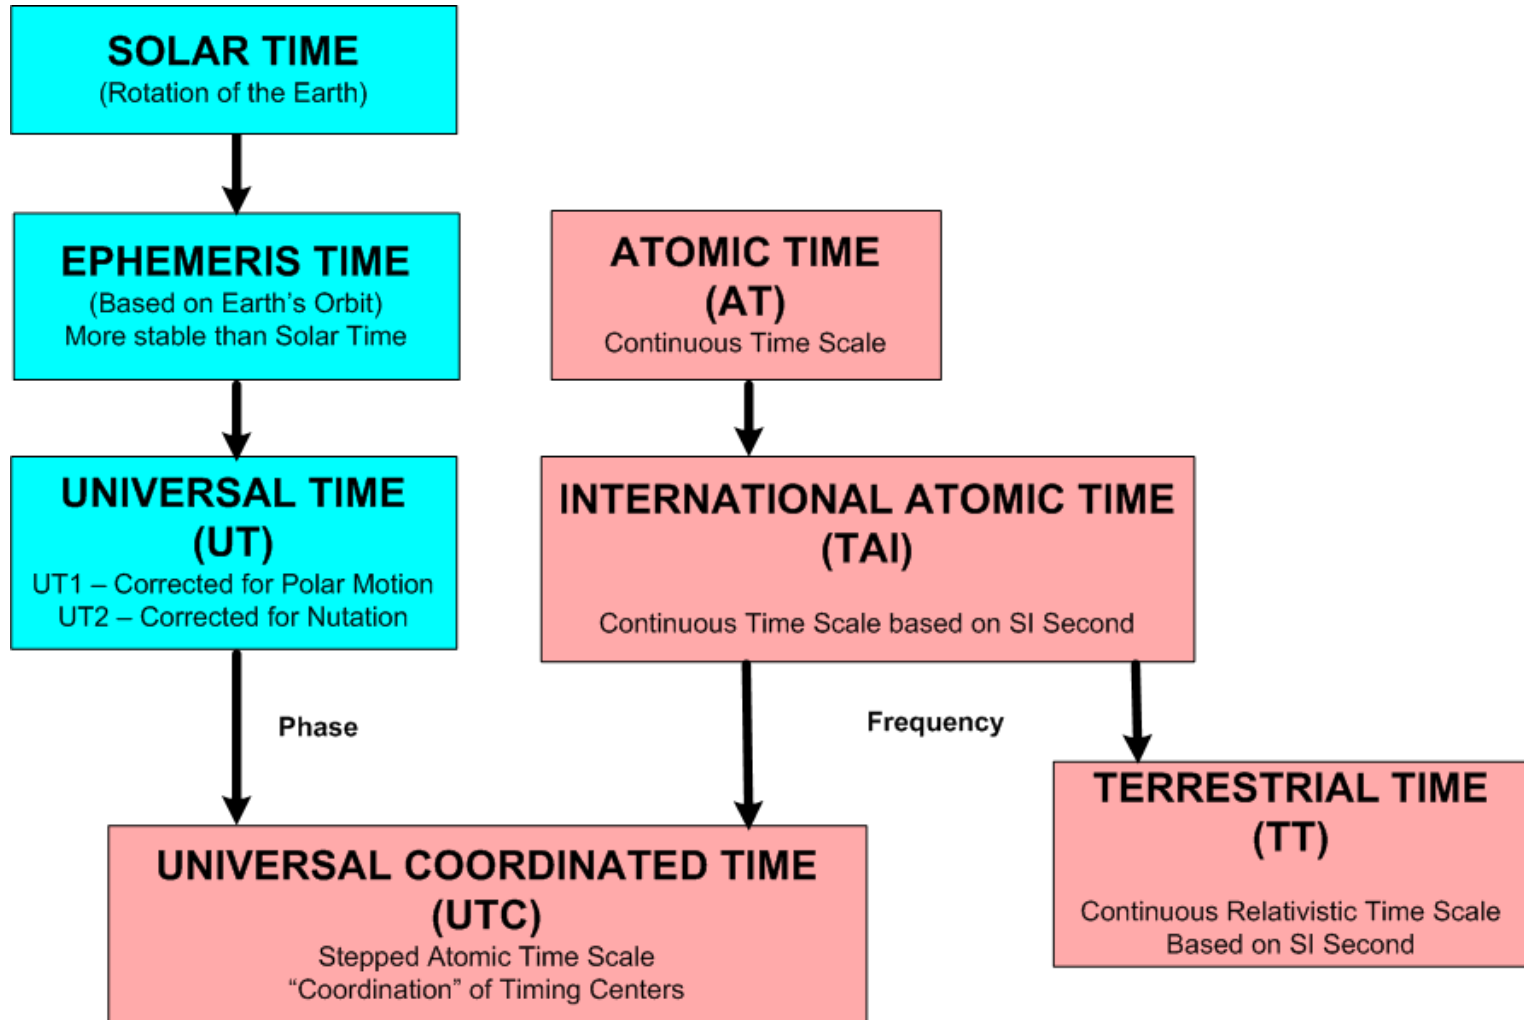 SOLAR TIME
(Rotation of the Earth)
EPHEMERIS TIME
(Based on Earth's Orbit)
More stable than Solar Time
ATOMIC TIME
(AT)
Continuous Time Scale
UNIVERSAL TIME
(UT)
UT1 – Corrected for Polar Motion
UT2 – Corrected for Nutation
INTERNATIONAL ATOMIC TIME
(TAI)
Continuous Time Scale based on SI Second
Phase
Frequency
UNIVERSAL COORDINATED TIME
(UTC)
Stepped Atomic Time Scale
“Coordination” of Timing Centers
TERRESTRIAL TIME
(TT)
Continuous Relativistic Time Scale
Based on SI Second